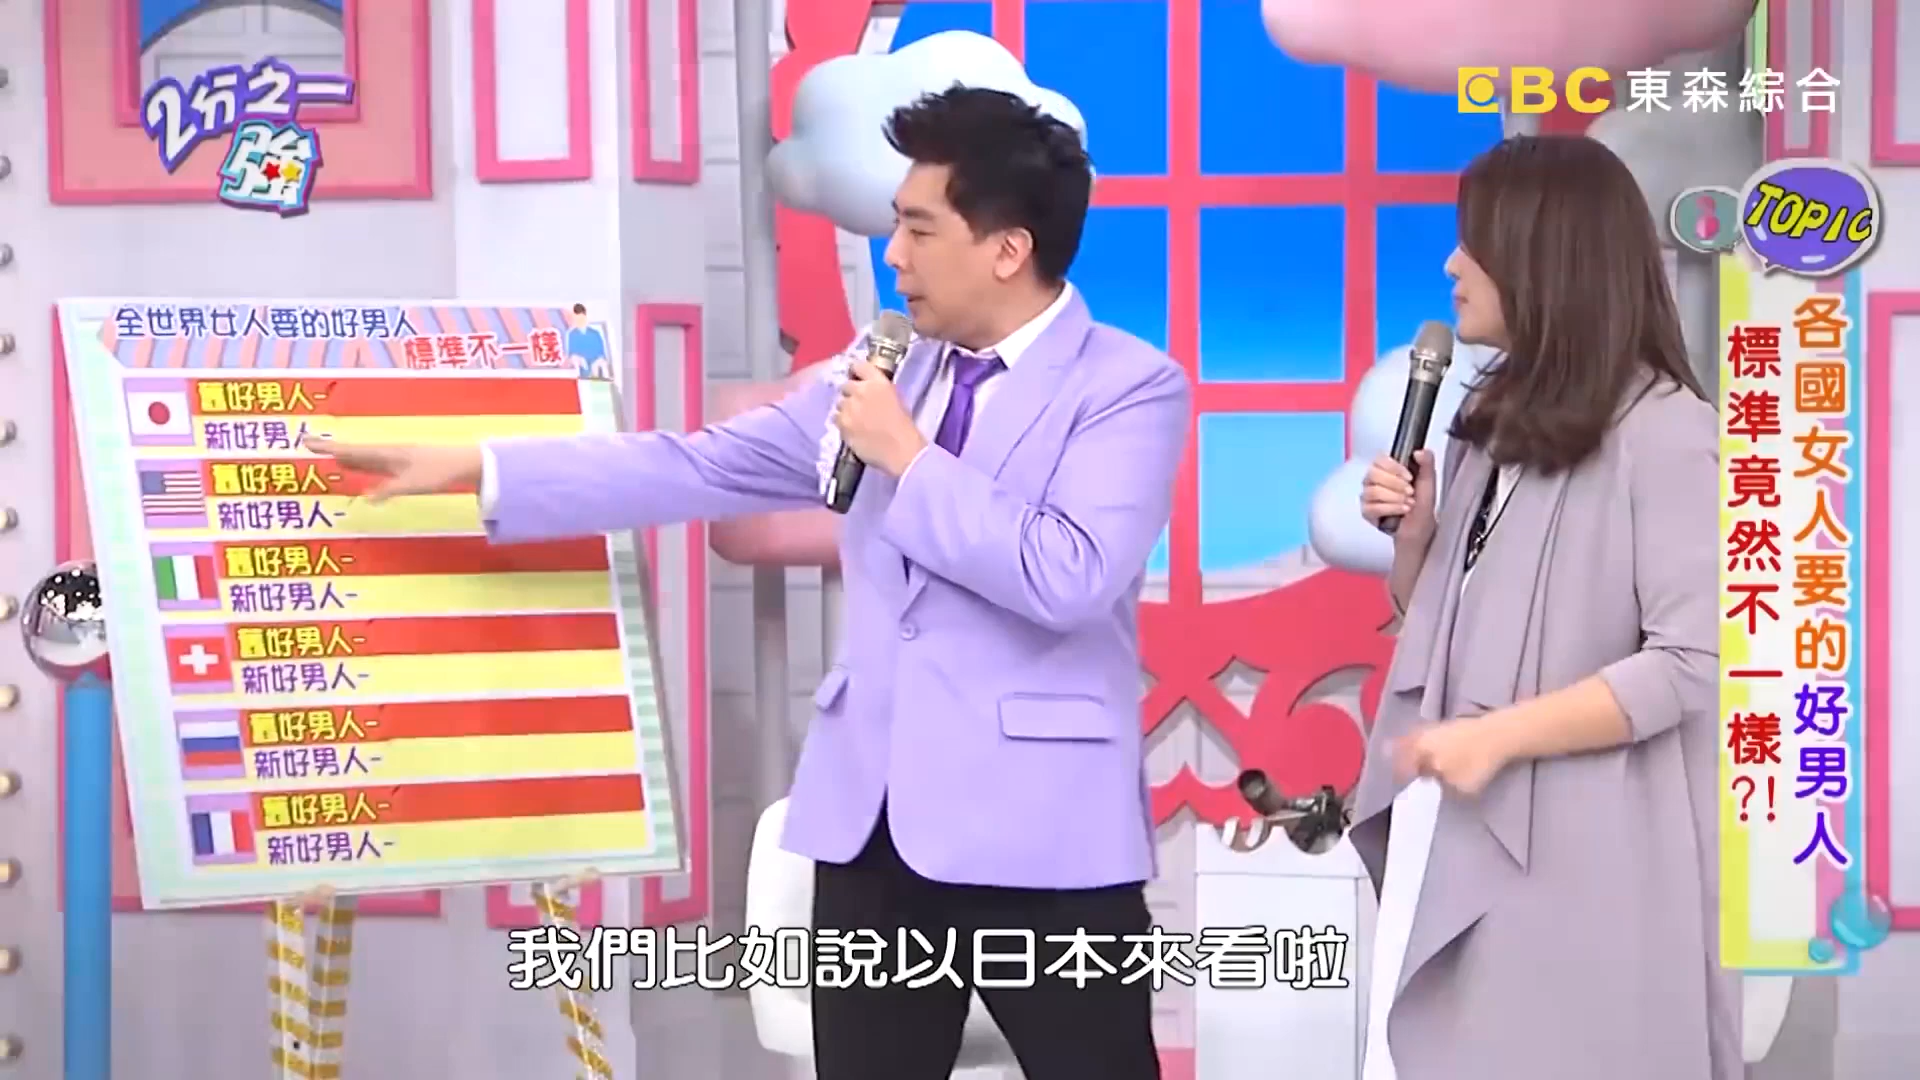 2分之一強
EBC東森綜合
TOPIC
各國女人要的好男人
標準竟然不一樣?!
全世界女人要的好男人
標準不一樣
舊好男人-
新好男人-
舊好男人-
新好男人-
舊好男人-
新好男人-
舊好男人-
新好男人-
舊好男人-
新好男人-
舊好男人-
新好男人-
我們比如說以日本來看啦